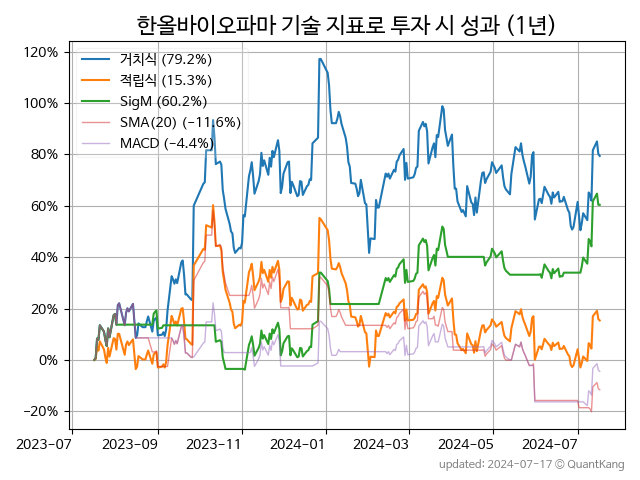 한올바이오파마 기술 지표로 투자 시 성과 (1년)
120%
100%
80%
60%
40%
20%
0%
−20%
거치식 (79.2%)
적립식 (15.3%)
SigM (60.2%)
SMA(20) (−11.6%)
MACD (−4.4%)
2023-07
2023-09
2023-11
2024-01
2024-03
2024-05
2024-07
updated: 2024-07-17 © QuantKang